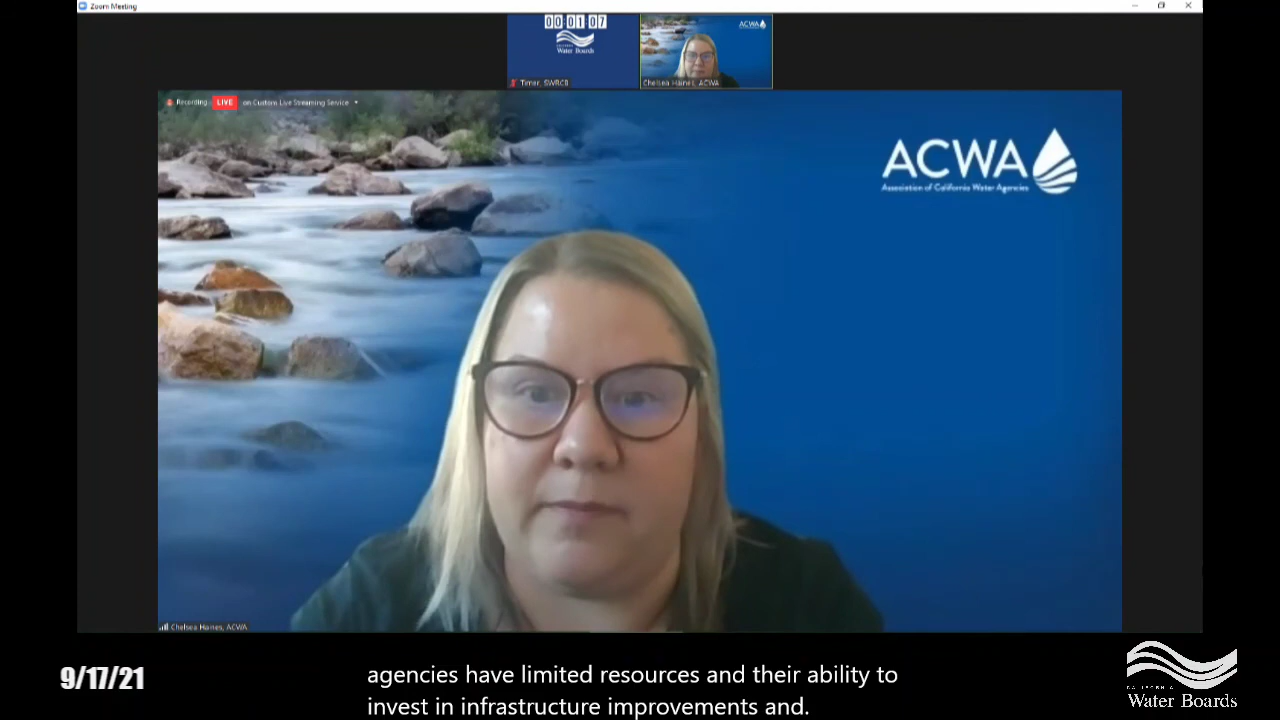 Zoom Meeting
00:01:07
Water Boards
Timer, SWRCB
ACWA
Chelsea Haines, ACWA
Recording
LIVE
on Custom Live Streaming Service
ACWA
Association of California Water Agencies
Chelsea Haines, ACWA
9/17/21
agencies have limited resources and their ability to
invest in infrastructure improvements and.
CALIFORNIA
Water Boards